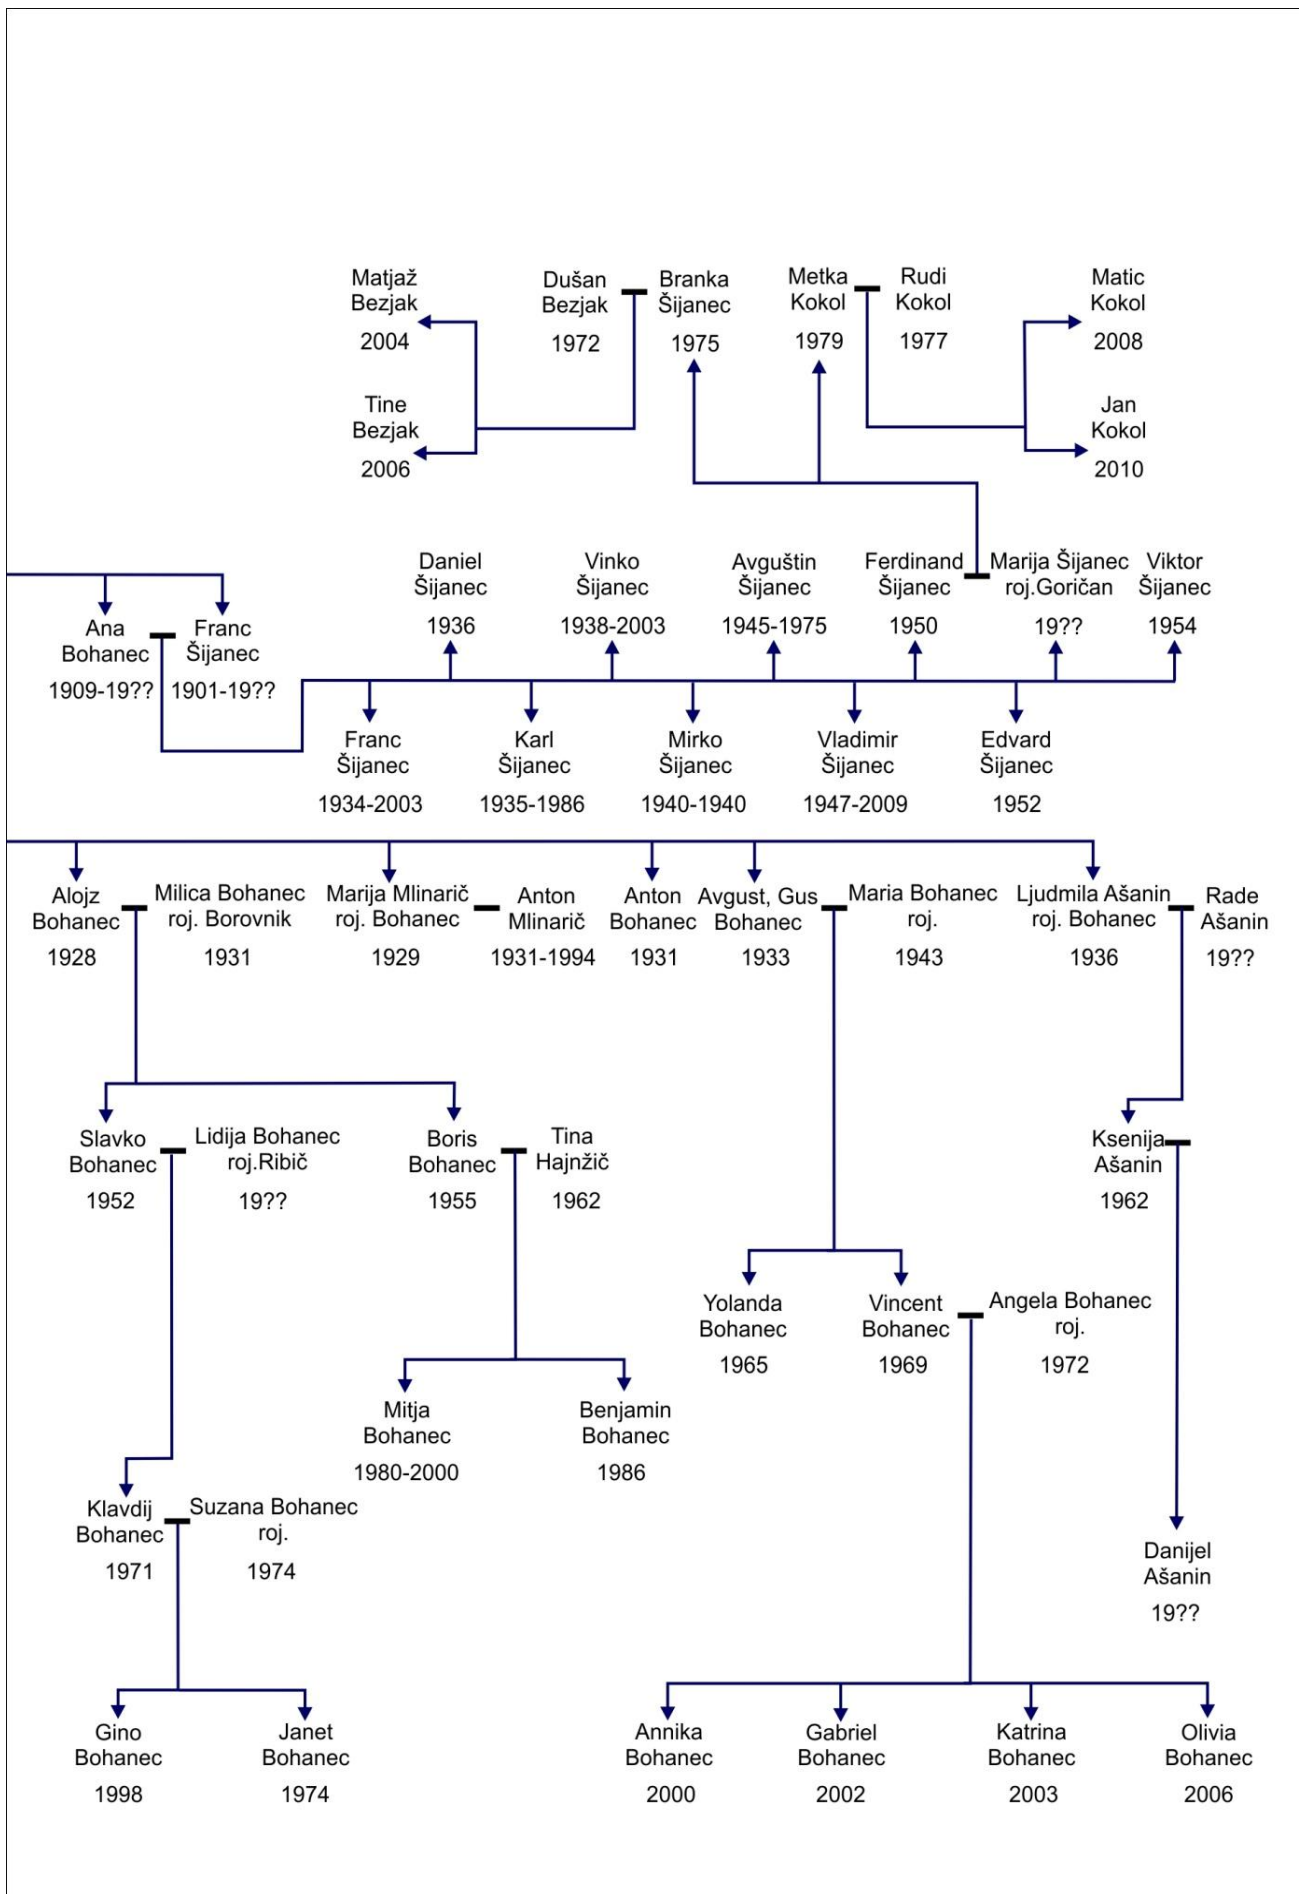 Matjaž
Bezjak
2004
Dušan
Bezjak
1972
Branka
Šijanec
1975
Metka
Kokol
1979
Rudi
Kokol
1977
Matic
Kokol
2008
Tine
Bezjak
2006
Jan
Kokol
2010
Ana
Bohanec
1909-19??
Franc
Šijanec
1901-19??
Daniel
Šijanec
1936
Vinko
Šijanec
1938-2003
Avguštin
Šijanec
1945-1975
Ferdinand
Šijanec
1950
Marija Šijanec
roj.Goričan
19??
Viktor
Šijanec
1954
Franc
Šijanec
1934-2003
Karl
Šijanec
1935-1986
Mirko
Šijanec
1940-1940
Vladimir
Šijanec
1947-2009
Edvard
Šijanec
1952
Alojz
Bohanec
1928
Milica Bohanec
roj. Borovnik
1931
Marija Mlinarič
roj. Bohanec
1929
Anton
Mlinarič
1931-1994
Anton
Bohanec
1931
Avgust, Gus
Bohanec
1933
Maria Bohanec
roj.
1943
Ljudmila Ašanin
roj. Bohanec
1936
Rade
Ašanin
19??
Slavko
Bohanec
1952
Lidija Bohanec
roj.Ribič
19??
Boris
Bohanec
1955
Tina
Hajnžič
1962
Ksenija
Ašanin
1962
Yolanda
Bohanec
1965
Vincent
Bohanec
1969
Angela Bohanec
roj.
1972
Mitja
Bohanec
1980-2000
Benjamin
Bohanec
1986
Klavdij
Bohanec
1971
Suzana Bohanec
roj.
1974
Danijel
Ašanin
19??
Gino
Bohanec
1998
Janet
Bohanec
1974
Annika
Bohanec
2000
Gabriel
Bohanec
2002
Katrina
Bohanec
2003
Olivia
Bohanec
2006